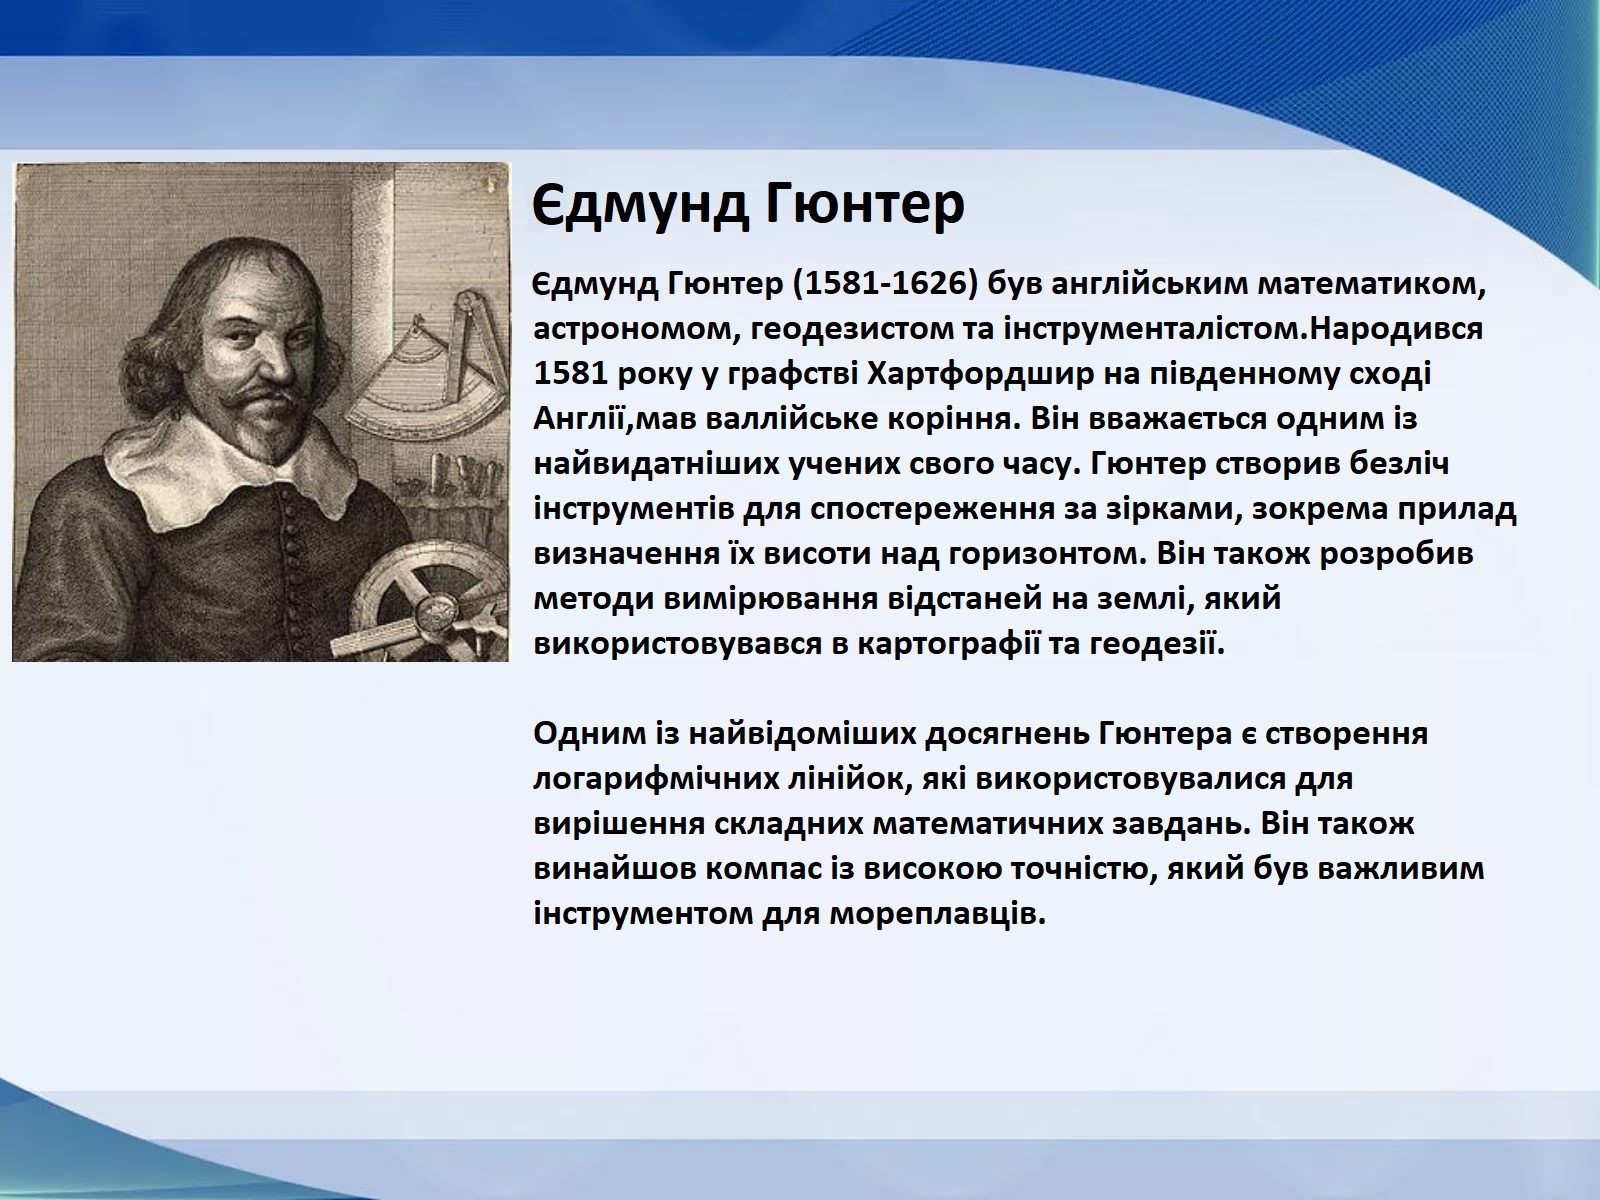 Єдмунд Гюнтер
Єдмунд Гюнтер (1581-1626) був англійським математиком,
астрономом, геодезистом та інструменталістом.Народився
1581 року у графстві Хартфордшир на південному сході
Англії,мав валлійське коріння. Він вважається одним із
найвидатніших учених свого часу. Гюнтер створив безліч
інструментів для спостереження за зірками, зокрема прилад
визначення їх висоти над горизонтом. Він також розробив
методи вимірювання відстаней на землі, який
використовувався в картографії та геодезії.
Одним із найвідоміших досягнень Гюнтера є створення
логарифмічних лінійок, які використовувалися для
вирішення складних математичних завдань. Він також
винайшов компас із високою точністю, який був важливим
інструментом для мореплавців.